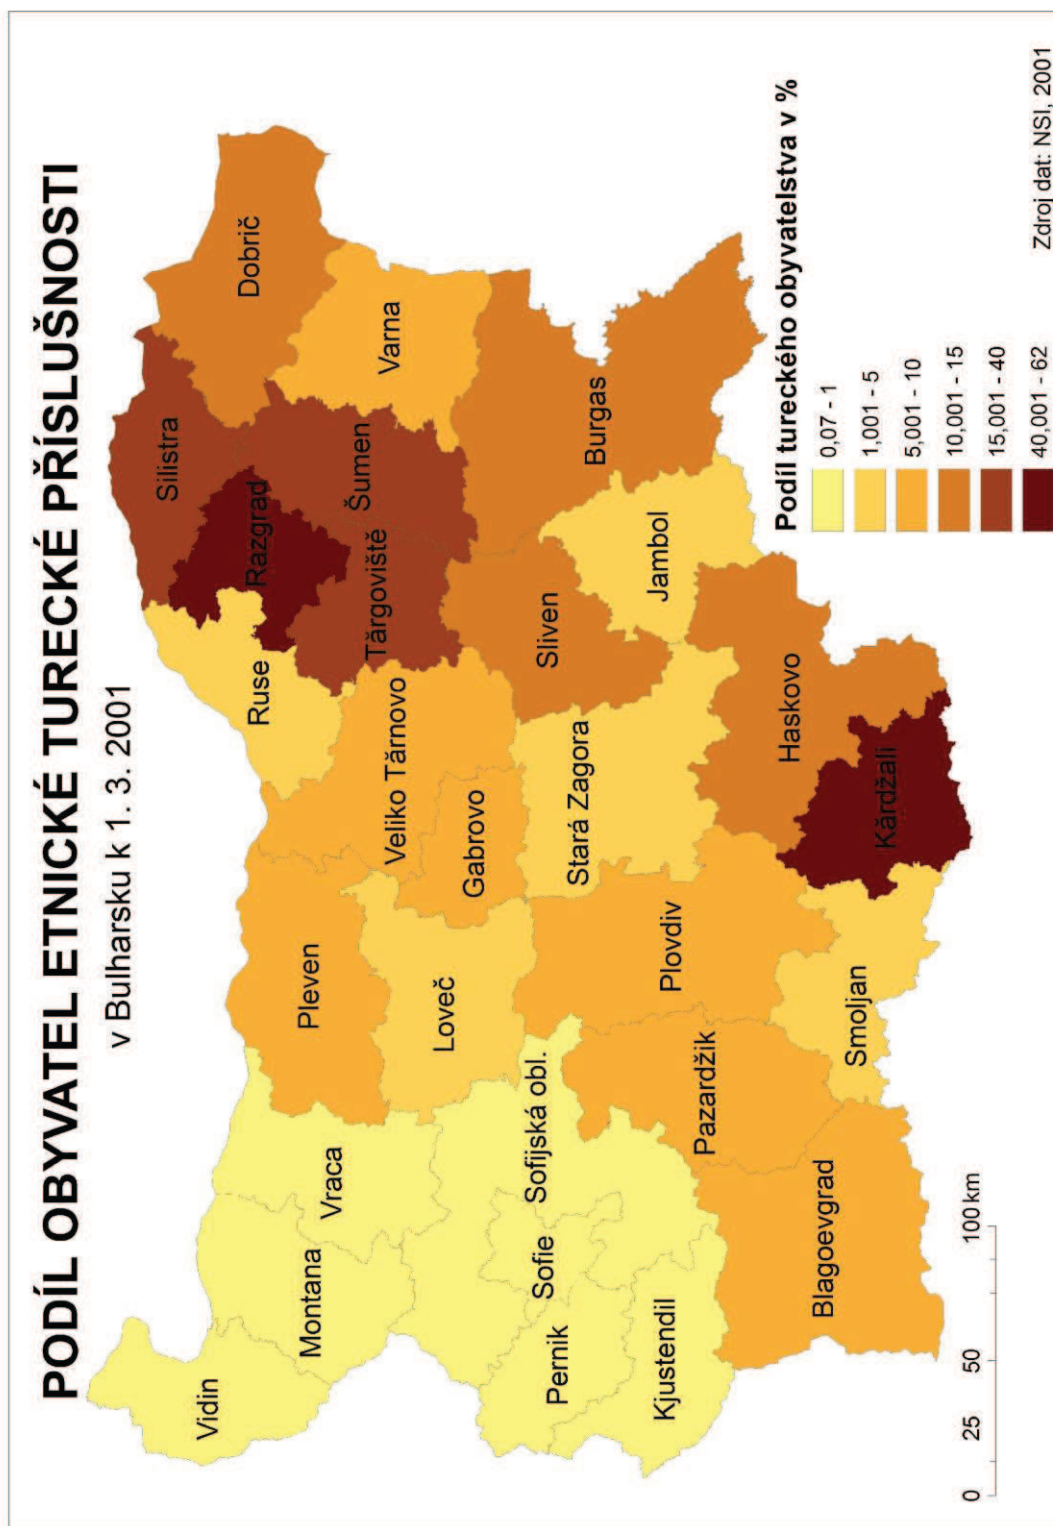 PODÍL OBYVATEL ETNICKÉ TURECKÉ PŘÍSLUŠNOSTI
v Bulharsku k 1. 3. 2001
Vidin
Montana
Vraca
Pleven
Ruse
Silistra
Razgrad
Dobrič
Šumen
Tărgoviště
Varna
Veliko Tărnovo
Gabrovo
Loveč
Sofijská obl.
Sofie
Pernik
Kjustendil
Stará Zagora
Sliven
Burgas
Jambol
Plovdiv
Pazardžik
Haskovo
Blagoevgrad
Smoljan
Kărdžali
Podíl tureckého obyvatelstva v %
0,07 - 1
1,001 - 5
5,001 - 10
10,001 - 15
15,001 - 40
40,001 - 62
0 25 50 100 km
Zdroj dat: NSI, 2001